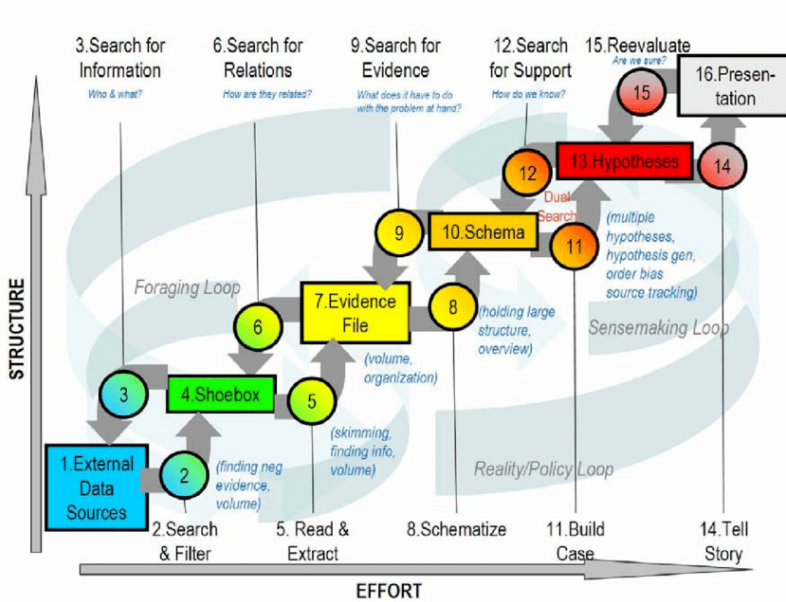 3.Search for
Information
Who & what?
6.Search for
Relations
How are they related?
9.Search for
Evidence
What does it have to do
with the problem at hand?
12.Search
for Support
How do we know?
15.Reevaluate
Are we sure?
15
16.Presen-
tation
12
13.Hypotheses
14
Dual
Search
9
10.Schema
11
(multiple
hypotheses,
hypothesis gen,
order bias
source tracking)
Foraging Loop
6
7.Evidence
File
8
(holding large
structure,
overview)
Sensemaking Loop
(volume,
organization)
3
4.Shoebox
5
(skimming,
finding info,
volume)
1.External
Data
Sources
2
(finding neg
evidence,
volume)
Reality/Policy Loop
2.Search
& Filter
5. Read &
Extract
8.Schematize
11.Build
Case
14.Tell
Story
STRUCTURE
EFFORT